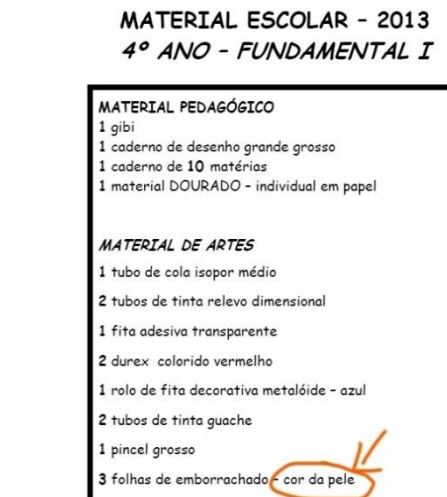 MATERIAL ESCOLAR - 2013
4º ANO - FUNDAMENTAL I
MATERIAL PEDAGÓGICO
1 gibi
1 caderno de desenho grande grosso
1 caderno de 10 matérias
1 material DOURADO - individual em papel
MATERIAL DE ARTES
1 tubo de cola isopor médio
2 tubos de tinta relevo dimensional
1 fita adesiva transparente
2 durex colorido vermelho
1 rolo de fita decorativa metalóide - azul
2 tubos de tinta guache
1 pincel grosso
3 folhas de emborrachado - cor da pele